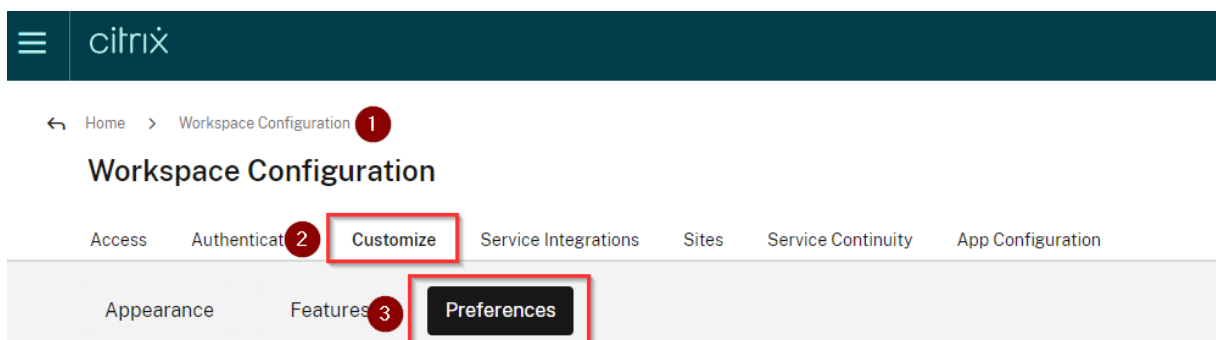 citrix
Home > Workspace Configuration 1
Workspace Configuration
Access Authenticat 2 Customize Service Integrations Sites Service Continuity App Configuration
Appearance Features 3 Preferences